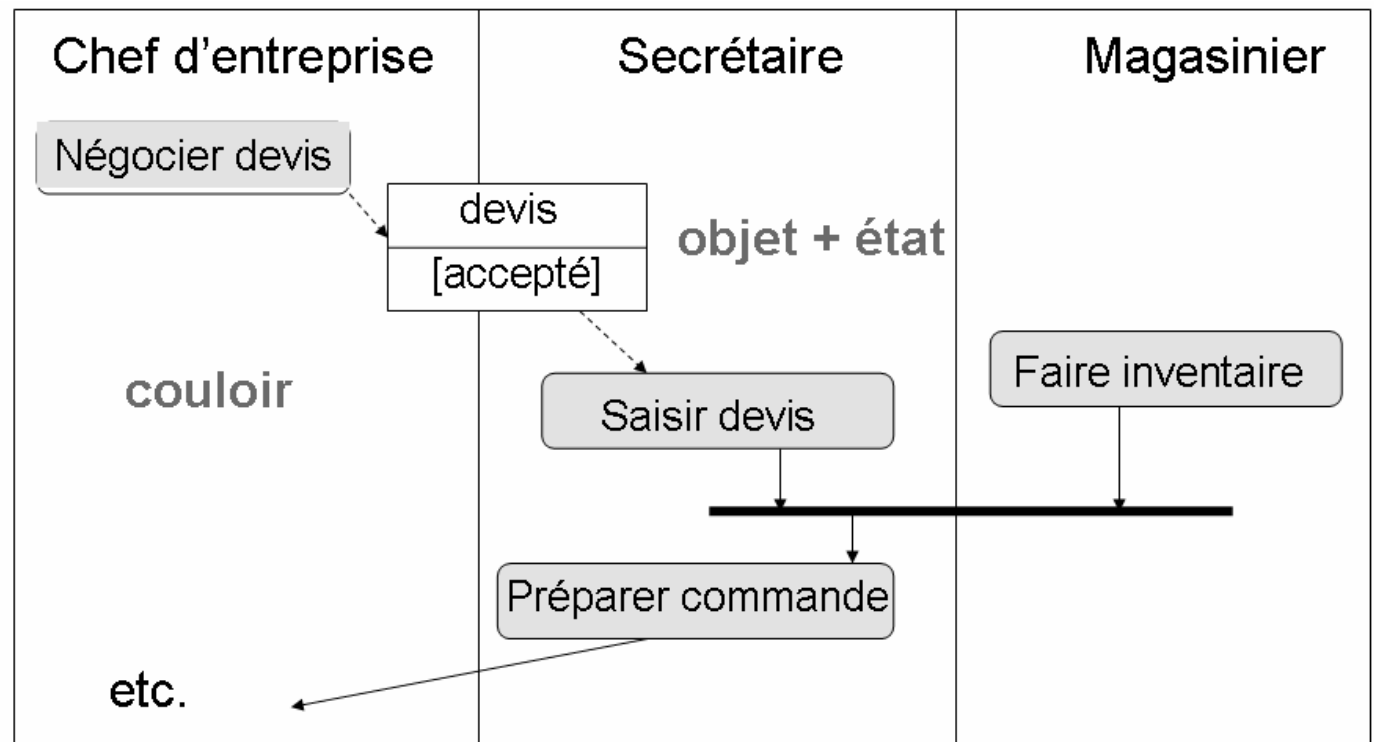 Chef d'entreprise
Secrétaire
Magasinier
Négocier devis
devis
[accepté]
objet + état
couloir
Saisir devis
Faire inventaire
Préparer commande
etc.